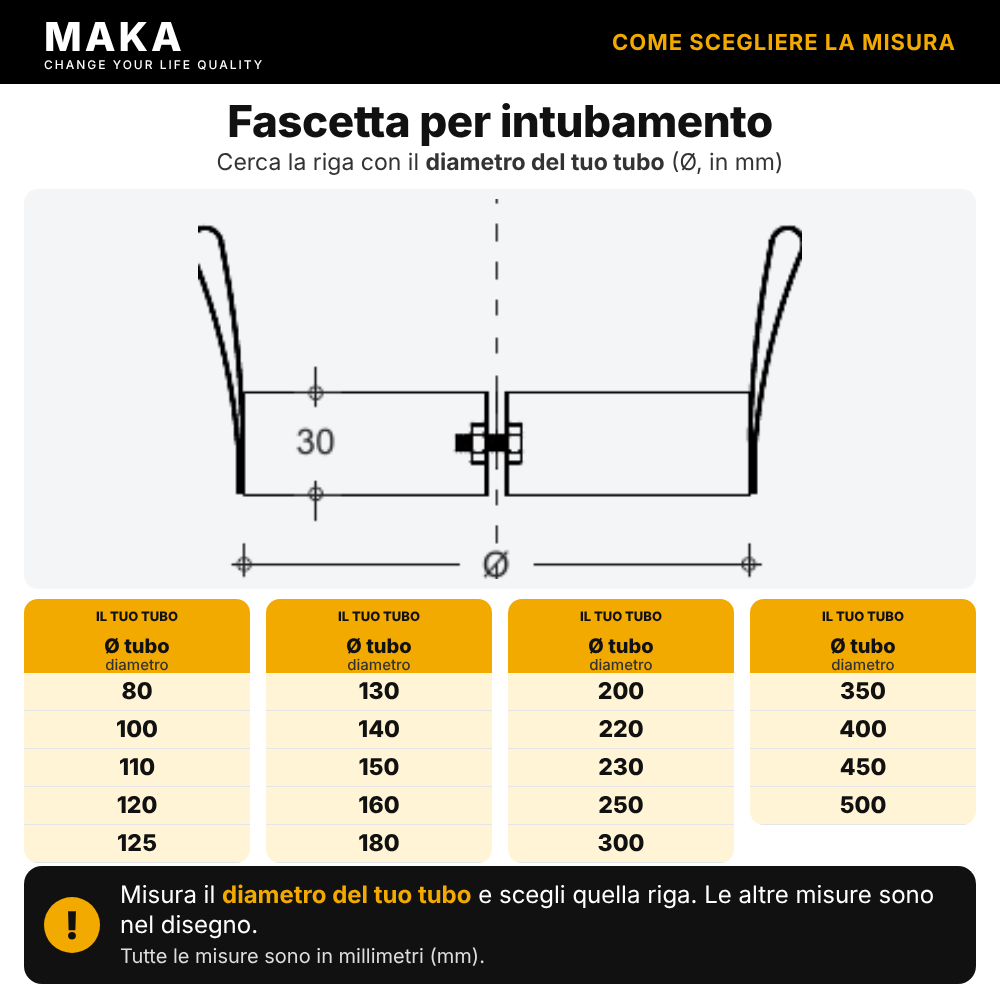 MAKA
CHANGE YOUR LIFE QUALITY
COME SCEGLIERE LA MISURA
Fascetta per intubamento
Cerca la riga con il diametro del tuo tubo (Ø, in mm)
30
Ø
IL TUO TUBO
Ø tubo
diametro
80
100
110
120
125
IL TUO TUBO
Ø tubo
diametro
130
140
150
160
180
IL TUO TUBO
Ø tubo
diametro
200
220
230
250
300
IL TUO TUBO
Ø tubo
diametro
350
400
450
500
!
Misura il diametro del tuo tubo e scegli quella riga. Le altre misure sono
nel disegno.
Tutte le misure sono in millimetri (mm).